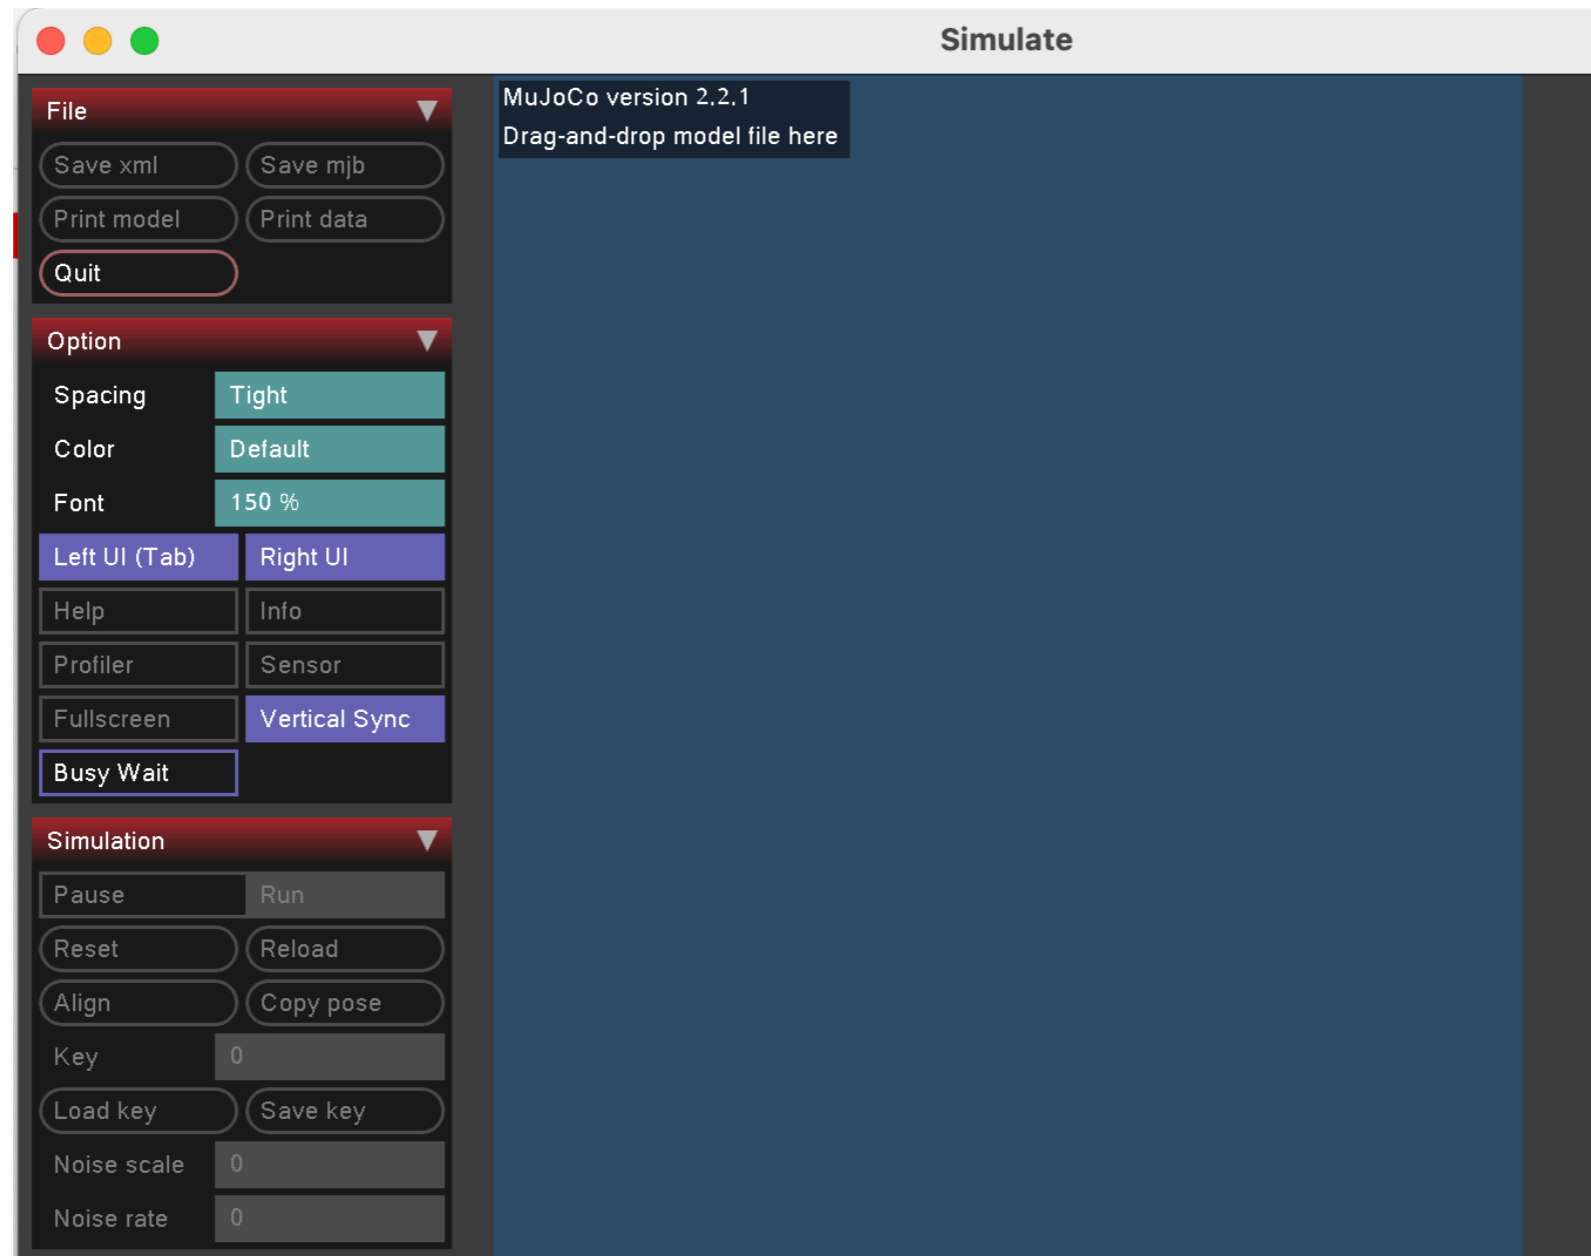 Simulate
File
Save xml Save mjb
Print model Print data
Quit
Option
Spacing Tight
Color Default
Font 150 %
Left UI (Tab) Right UI
Help Info
Profiler Sensor
Fullscreen Vertical Sync
Busy Wait
Simulation
Pause Run
Reset Reload
Align Copy pose
Key 0
Load key Save key
Noise scale 0
Noise rate 0
MuJoCo version 2.2.1
Drag-and-drop model file here